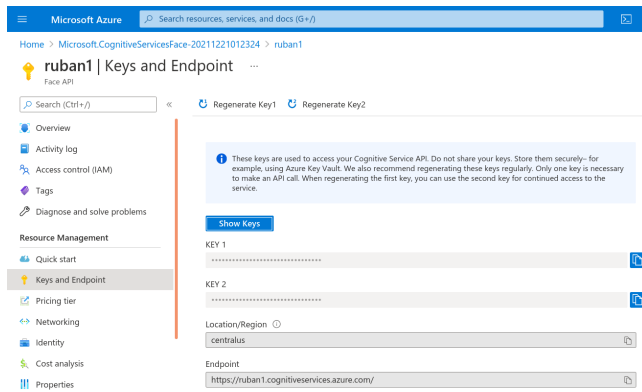 Microsoft Azure
Search resources, services, and docs (G+/)
Home > Microsoft.CognitiveServicesFace-20211221012324 > ruban1
ruban1 | Keys and Endpoint ...
Face API
Search (Ctrl+/)
«
Regenerate Key1
Regenerate Key2
Overview
Activity log
Access control (IAM)
Tags
Diagnose and solve problems
Resource Management
Quick start
Keys and Endpoint
Pricing tier
Networking
Identity
Cost analysis
Properties
These keys are used to access your Cognitive Service API. Do not share your keys. Store them securely– for
example, using Azure Key Vault. We also recommend regenerating these keys regularly. Only one key is necessary
to make an API call. When regenerating the first key, you can use the second key for continued access to the
service.
Show Keys
KEY 1
••••••••••••••••••••••••••••••••
KEY 2
••••••••••••••••••••••••••••••••
Location/Region
centralus
Endpoint
https://ruban1.cognitiveservices.azure.com/